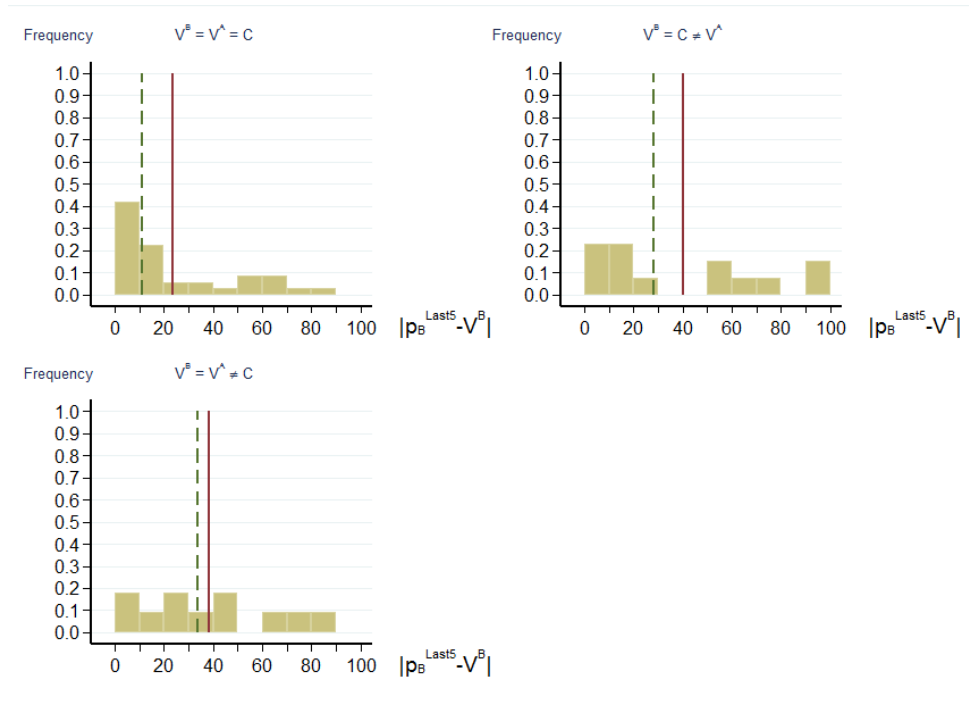 Frequency
V^B = V^A = C
1.0
0.9
0.8
0.7
0.6
0.5
0.4
0.3
0.2
0.1
0.0
0 20 40 60 80 100
|p_B^Last5-V^B|
Frequency
V^B = C ≠ V^A
1.0
0.9
0.8
0.7
0.6
0.5
0.4
0.3
0.2
0.1
0.0
0 20 40 60 80 100
|p_B^Last5-V^B|
Frequency
V^B = V^A ≠ C
1.0
0.9
0.8
0.7
0.6
0.5
0.4
0.3
0.2
0.1
0.0
0 20 40 60 80 100
|p_B^Last5-V^B|